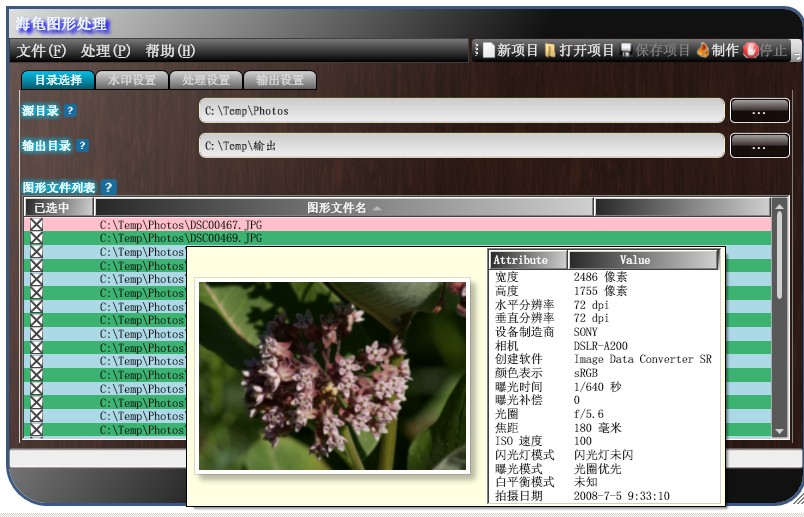 海龟图形处理
文件(F) 处理(P) 帮助(H) 新项目 打开项目 保存项目 制作 停止
目录选择 水印设置 处理设置 输出设置
源目录 ? C:\Temp\Photos ...
输出目录 ? C:\Temp\输出 ...
图形文件列表 ?
已选中 图形文件名
C:\Temp\Photos\DSC00467.JPG
C:\Temp\Photos\DSC00469.JPG
C:\Temp\Photos
C:\Temp\Photos
C:\Temp\Photos
C:\Temp\Photos
C:\Temp\Photos
C:\Temp\Photos
C:\Temp\Photos
C:\Temp\Photos
C:\Temp\Photos
C:\Temp\Photos
C:\Temp\Photos
C:\Temp\Photos
C:\Temp\Photos
C:\Temp\Photos
Attribute Value
宽度 2486 像素
高度 1755 像素
水平分辨率 72 dpi
垂直分辨率 72 dpi
设备制造商 SONY
相机 DSLR-A200
创建软件 Image Data Converter SR
颜色表示 sRGB
曝光时间 1/640 秒
曝光补偿 0
光圈 f/5.6
焦距 180 毫米
ISO 速度 100
闪光灯模式 闪光灯未闪
曝光模式 光圈优先
白平衡模式 未知
拍摄日期 2008-7-5 9:33:10